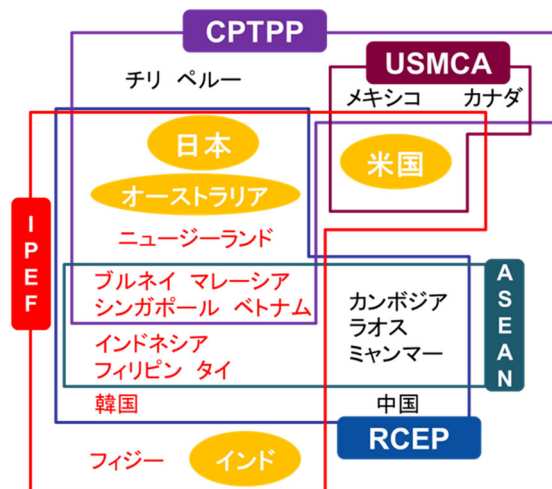 CPTPP
USMCA
チリ ペルー
メキシコ カナダ
日本
米国
オーストラリア
ニュージーランド
IPEF
ブルネイ マレーシア
シンガポール ベトナム
カンボジア
ラオス
ミャンマー
ASEAN
インドネシア
フィリピン タイ
韓国
中国
RCEP
フィジー
インド